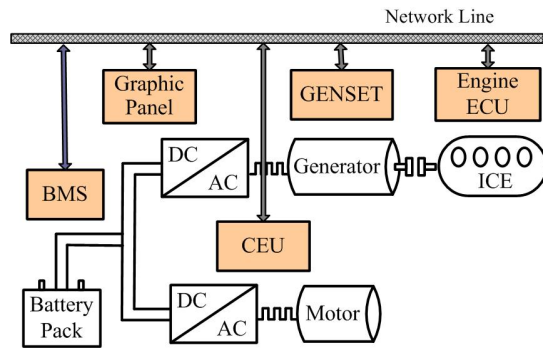 Network Line
Graphic
Panel
GENSET
Engine
ECU
DC
AC
Generator
ICE
BMS
CEU
Battery
Pack
DC
AC
Motor